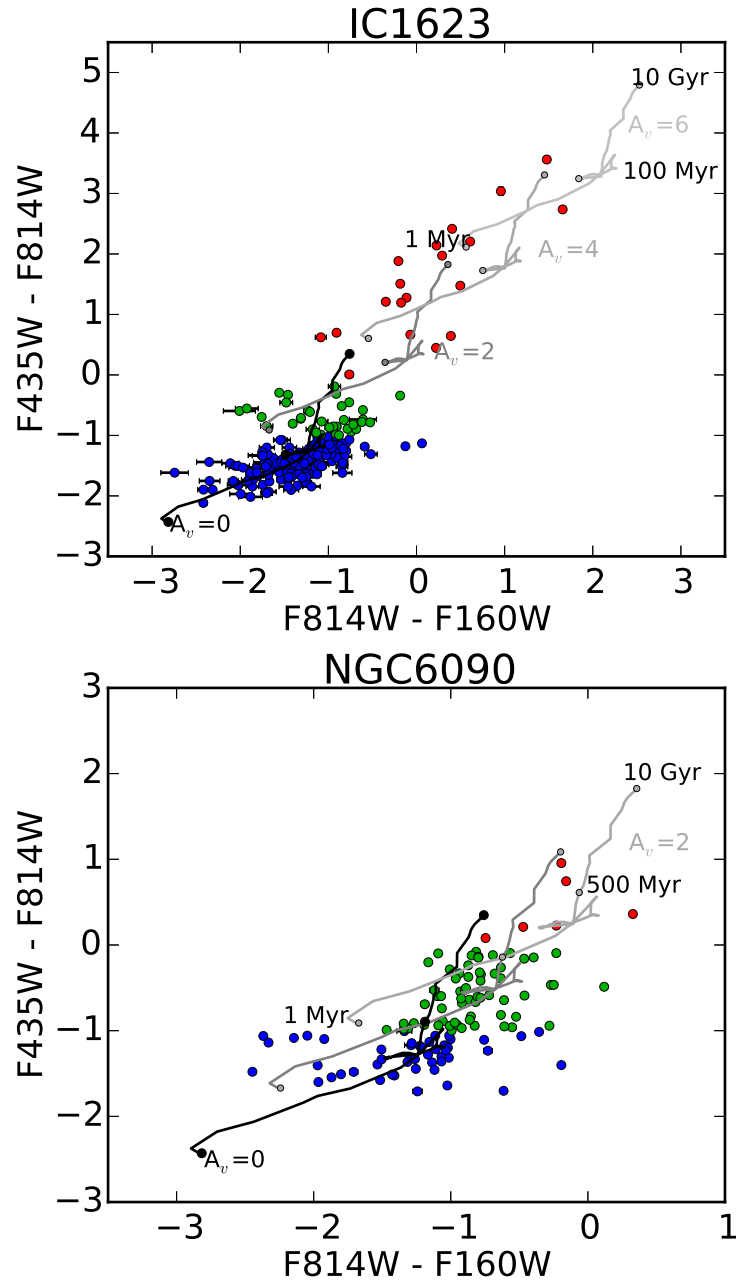 IC1623
5
4
3
2
1
0
−1
−2
−3
10 Gyr
A_v=6
100 Myr
1 Myr
A_v=4
A_v=2
A_v=0
−3 −2 −1 0 1 2 3
F814W - F160W
F435W - F814W
NGC6090
3
2
1
0
−1
−2
−3
10 Gyr
A_v=2
500 Myr
1 Myr
A_v=0
−3 −2 −1 0 1
F814W - F160W
F435W - F814W